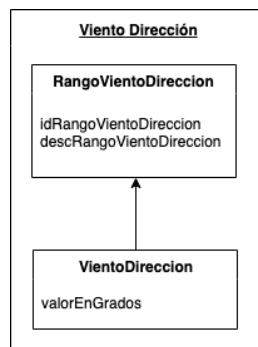 Viento Dirección
RangoVientoDireccion
idRangoVientoDireccion
descRangoVientoDireccion
VientoDireccion
valorEnGrados